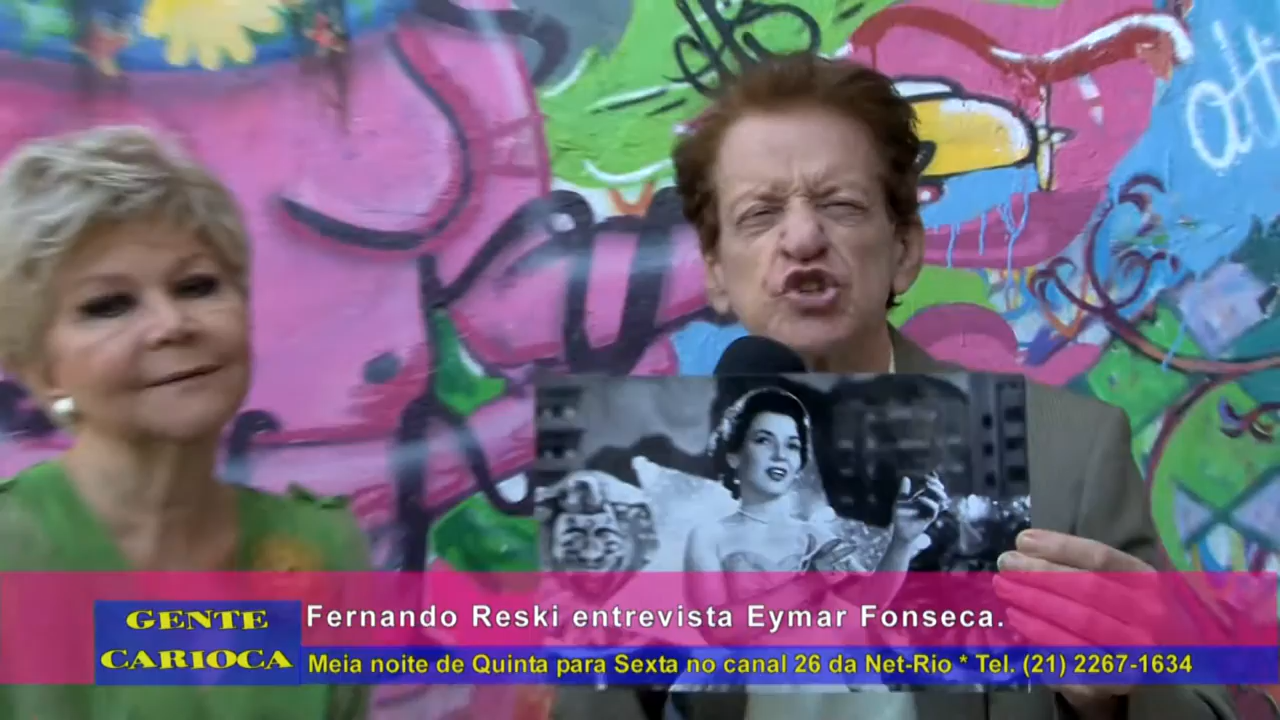 GENTE
CARIOCA
Fernando Reski entrevista Eymar Fonseca.
Meia noite de Quinta para Sexta no canal 26 da Net-Rio * Tel. (21) 2267-1634